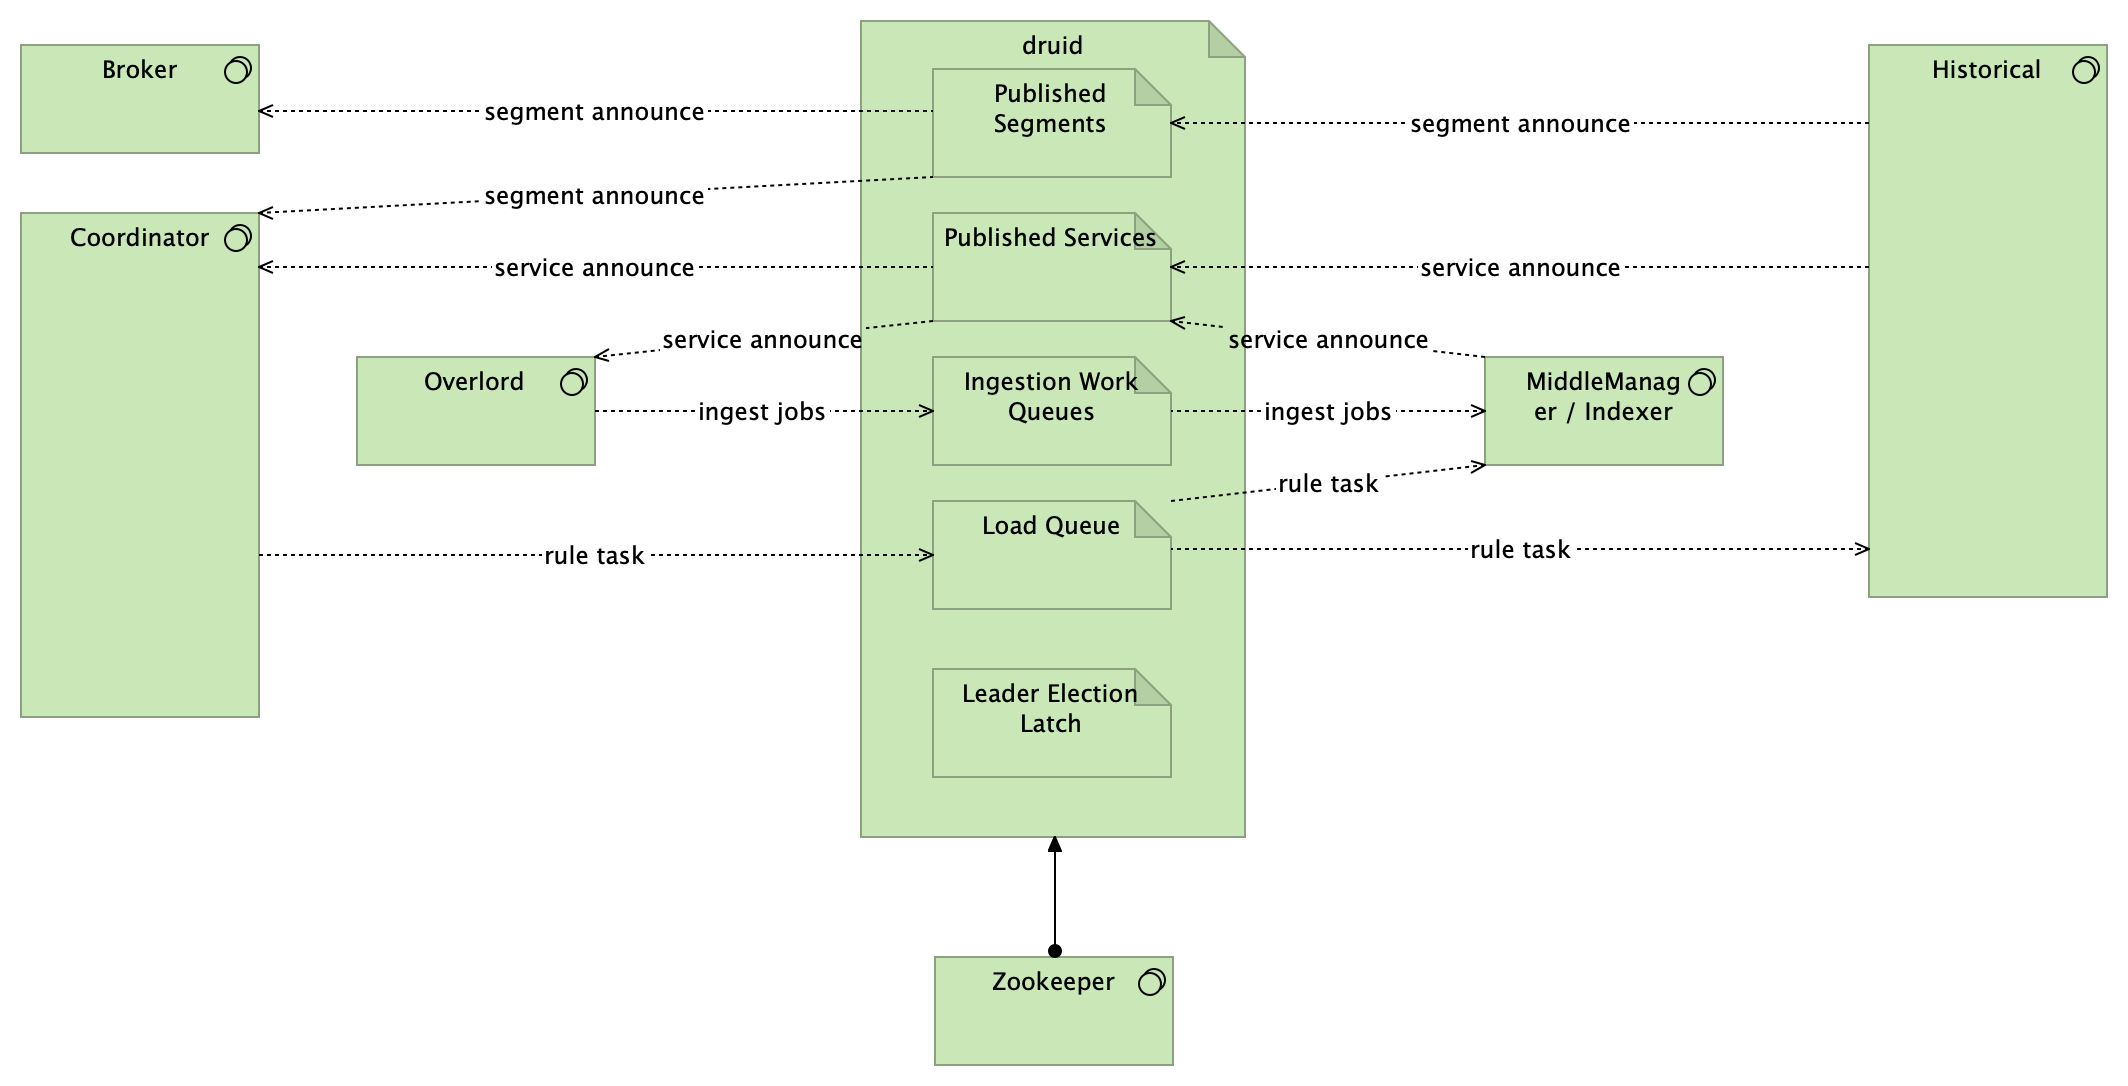 druid
Broker
Published
Segments
Historical
segment announce
segment announce
segment announce
Coordinator
Published Services
service announce
service announce
service announce
service announce
Overlord
Ingestion Work
Queues
MiddleManag
er / Indexer
ingest jobs
ingest jobs
rule task
Load Queue
rule task
rule task
Leader Election
Latch
Zookeeper